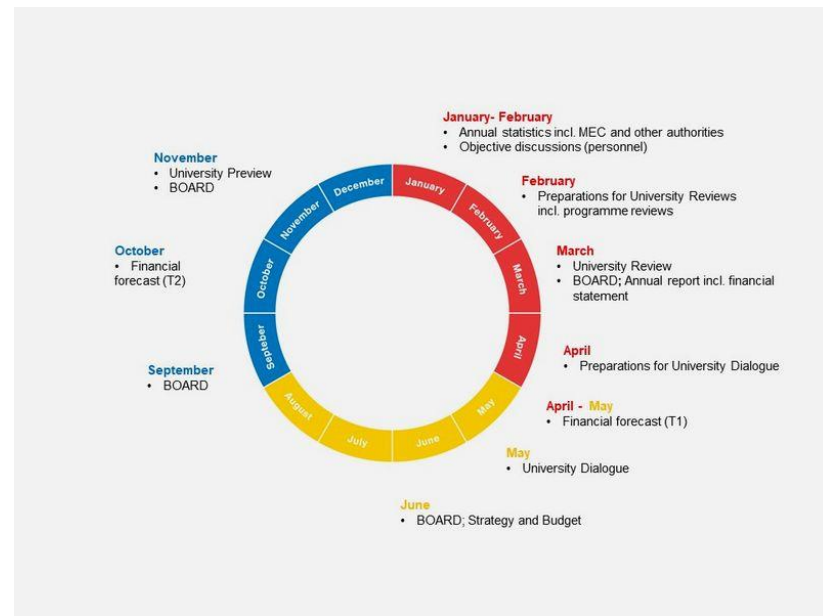 January- February
• Annual statistics incl. MEC and other authorities
• Objective discussions (personnel)
February
• Preparations for University Reviews
incl. programme reviews
March
• University Review
• BOARD; Annual report incl. financial
statement
April
• Preparations for University Dialogue
April - May
• Financial forecast (T1)
May
• University Dialogue
June
• BOARD; Strategy and Budget
September
• BOARD
October
• Financial
forecast (T2)
November
• University Preview
• BOARD
January
February
March
April
May
June
July
August
Septeber
October
November
December